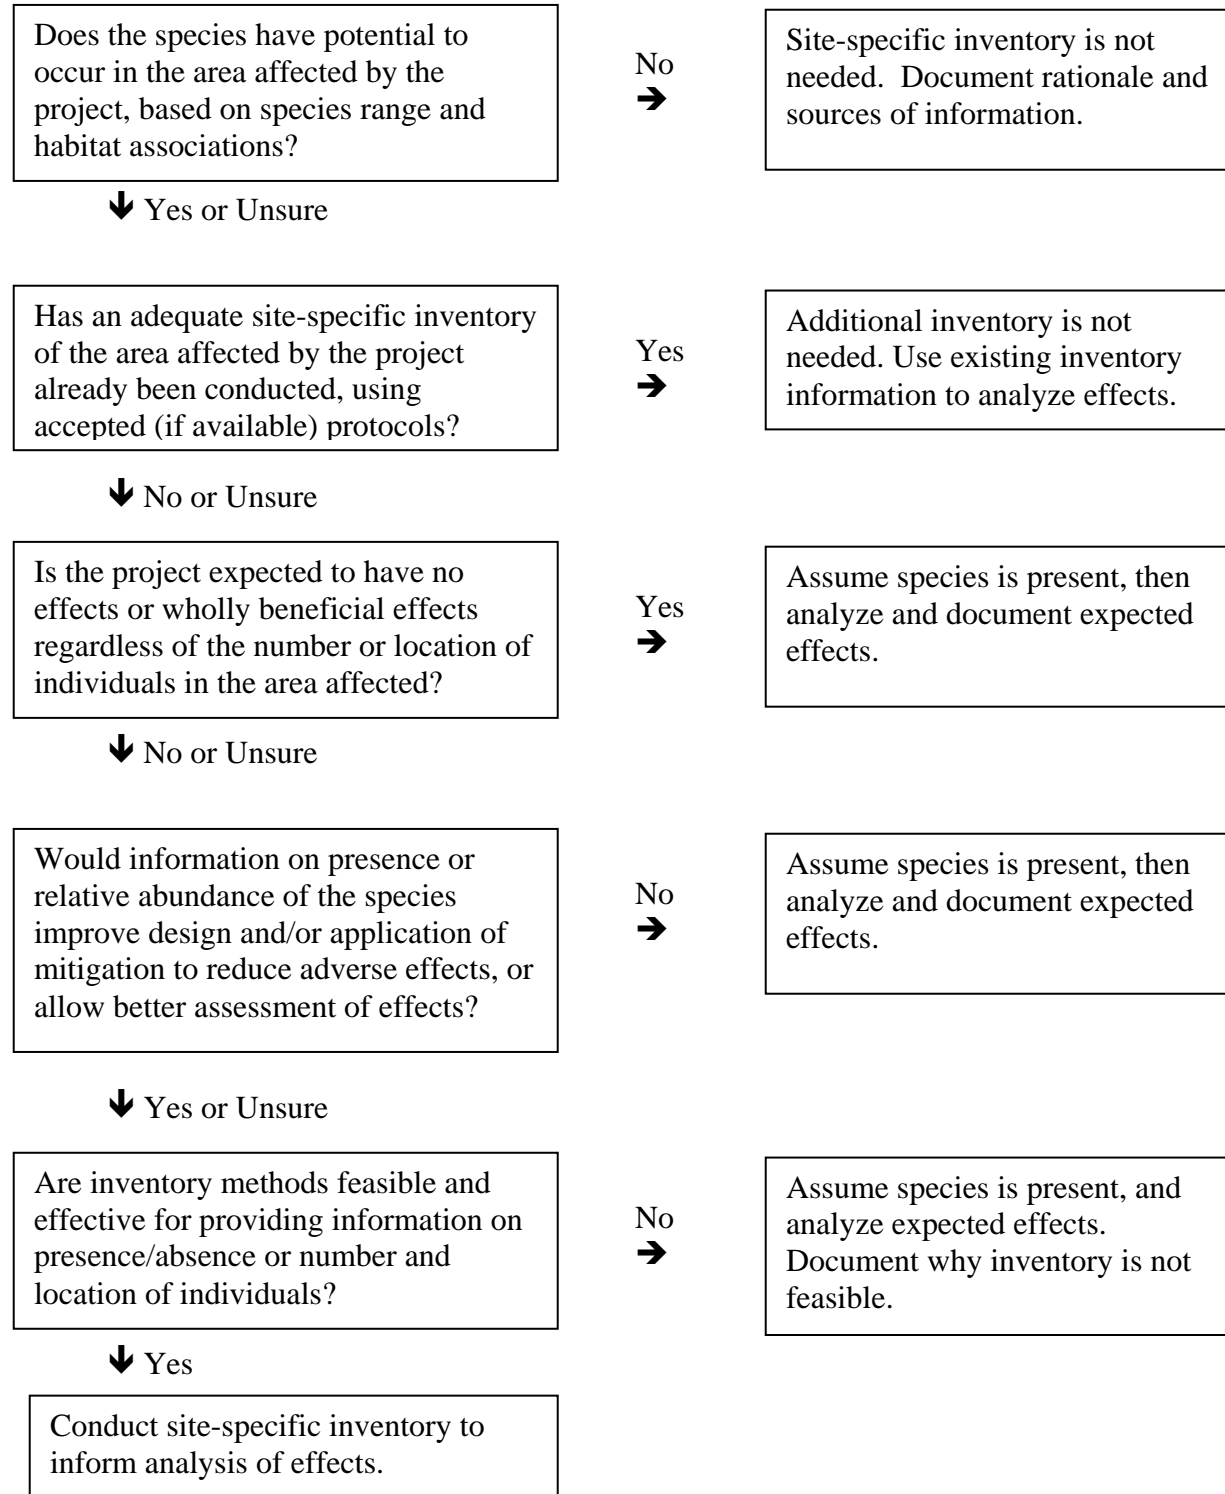 Does the species have potential to
occur in the area affected by the
project, based on species range and
habitat associations?
No
➔
Site-specific inventory is not
needed.  Document rationale and
sources of information.
🡻 Yes or Unsure
Has an adequate site-specific inventory
of the area affected by the project
already been conducted, using
accepted (if available) protocols?
Yes
➔
Additional inventory is not
needed. Use existing inventory
information to analyze effects.
🡻 No or Unsure
Is the project expected to have no
effects or wholly beneficial effects
regardless of the number or location of
individuals in the area affected?
Yes
➔
Assume species is present, then
analyze and document expected
effects.
🡻 No or Unsure
Would information on presence or
relative abundance of the species
improve design and/or application of
mitigation to reduce adverse effects, or
allow better assessment of effects?
No
➔
Assume species is present, then
analyze and document expected
effects.
🡻 Yes or Unsure
Are inventory methods feasible and
effective for providing information on
presence/absence or number and
location of individuals?
No
➔
Assume species is present, and
analyze expected effects.
Document why inventory is not
feasible.
🡻 Yes
Conduct site-specific inventory to
inform analysis of effects.